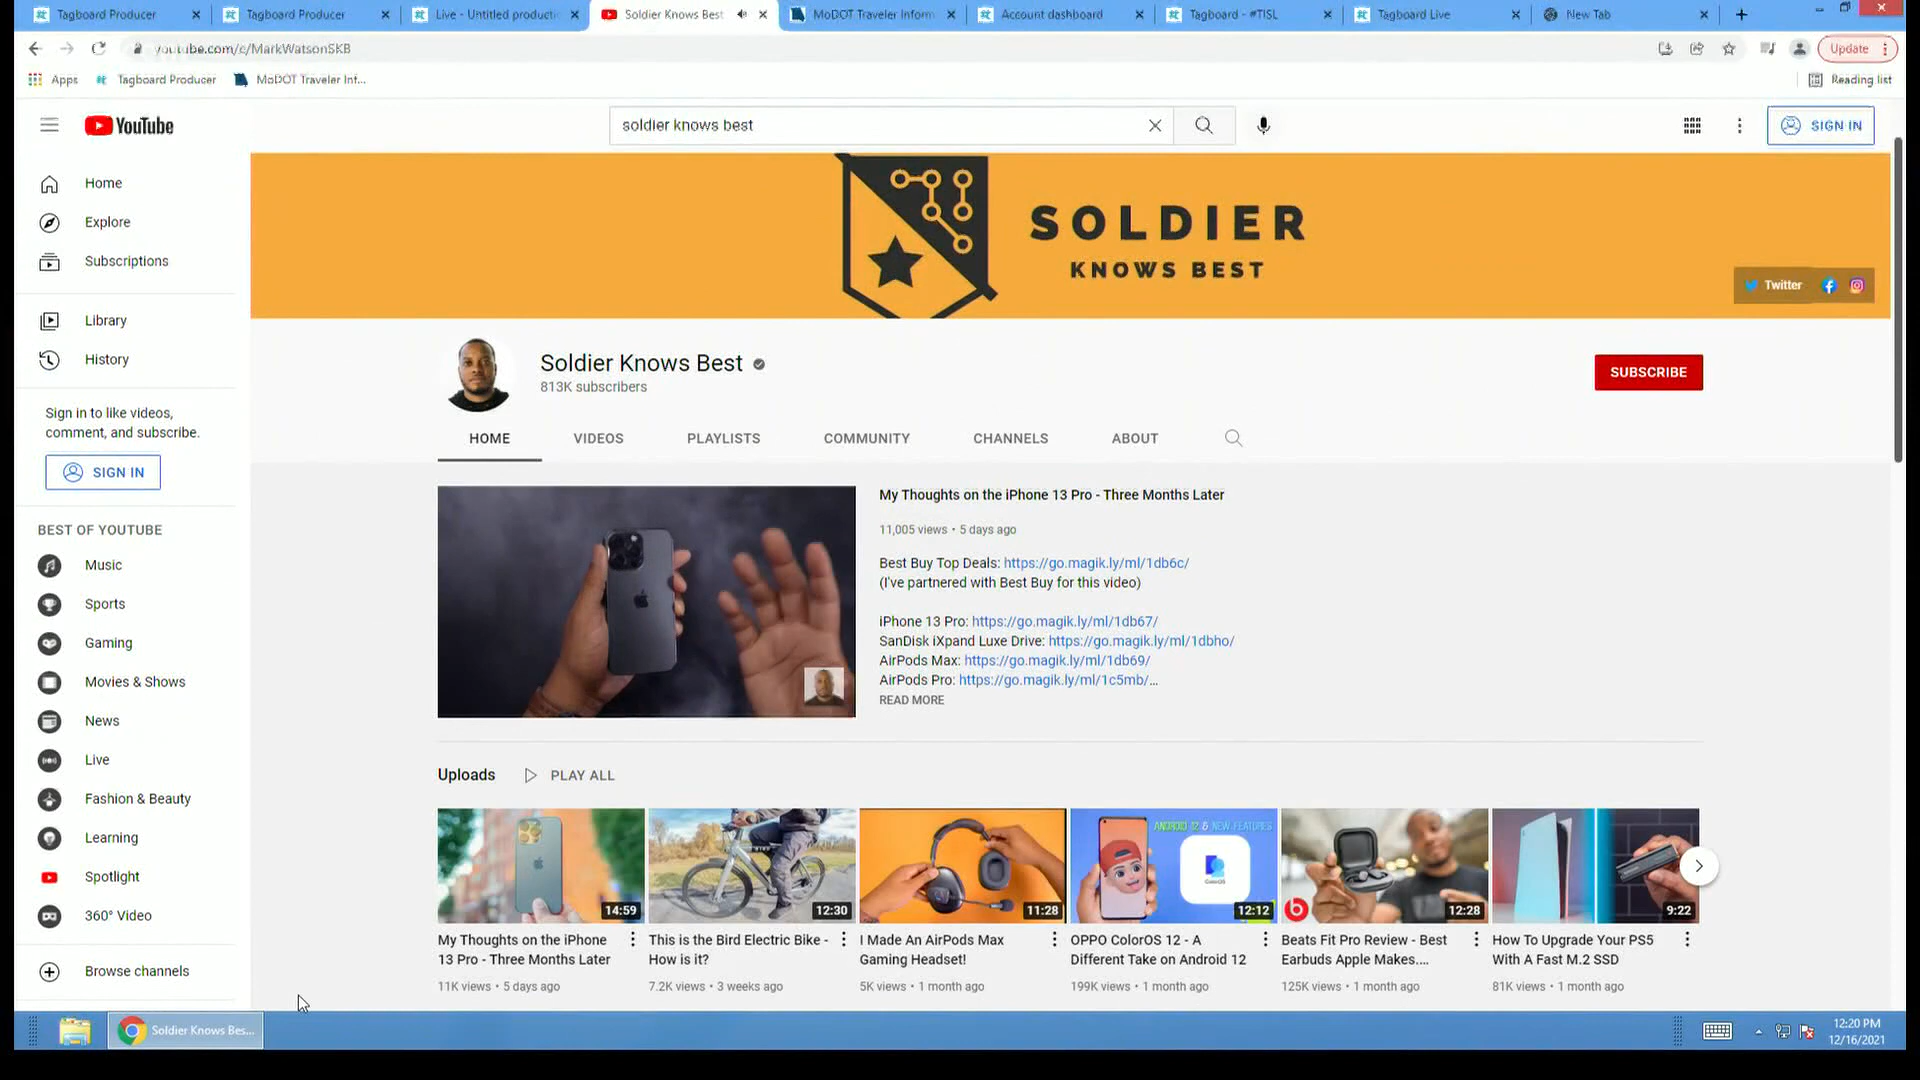 Tagboard Producer
Tagboard Producer
Live - Untitled producti
Soldier Knows Best
MoDOT Traveler Inform
Account dashboard
Tagboard - #TISL
Tagboard Live
New Tab
youtube.com/c/MarkWatsonSKB
Update
Apps
Tagboard Producer
MoDOT Traveler Inf...
Reading list
YouTube
soldier knows best
SIGN IN
Home
Explore
Subscriptions
Library
History
Sign in to like videos,
comment, and subscribe.
SIGN IN
BEST OF YOUTUBE
Music
Sports
Gaming
Movies & Shows
News
Live
Fashion & Beauty
Learning
Spotlight
360° Video
Browse channels
SOLDIER
KNOWS BEST
Twitter
Soldier Knows Best
813K subscribers
SUBSCRIBE
HOME
VIDEOS
PLAYLISTS
COMMUNITY
CHANNELS
ABOUT
My Thoughts on the iPhone 13 Pro - Three Months Later
11,005 views • 5 days ago
Best Buy Top Deals: https://go.magik.ly/ml/1db6c/
(I've partnered with Best Buy for this video)
iPhone 13 Pro: https://go.magik.ly/ml/1db67/
SanDisk iXpand Luxe Drive: https://go.magik.ly/ml/1dbho/
AirPods Max: https://go.magik.ly/ml/1db69/
AirPods Pro: https://go.magik.ly/ml/1c5mb/...
READ MORE
Uploads
PLAY ALL
14:59
My Thoughts on the iPhone
13 Pro - Three Months Later
11K views • 5 days ago
12:30
This is the Bird Electric Bike -
How is it?
7.2K views • 3 weeks ago
11:28
I Made An AirPods Max
Gaming Headset!
5K views • 1 month ago
ANDROID 12 & NEW FEATURES
ColorOS
12:12
OPPO ColorOS 12 - A
Different Take on Android 12
199K views • 1 month ago
12:28
Beats Fit Pro Review - Best
Earbuds Apple Makes....
125K views • 1 month ago
9:22
How To Upgrade Your PS5
With A Fast M.2 SSD
81K views • 1 month ago
Soldier Knows Bes...
12:20 PM
12/16/2021